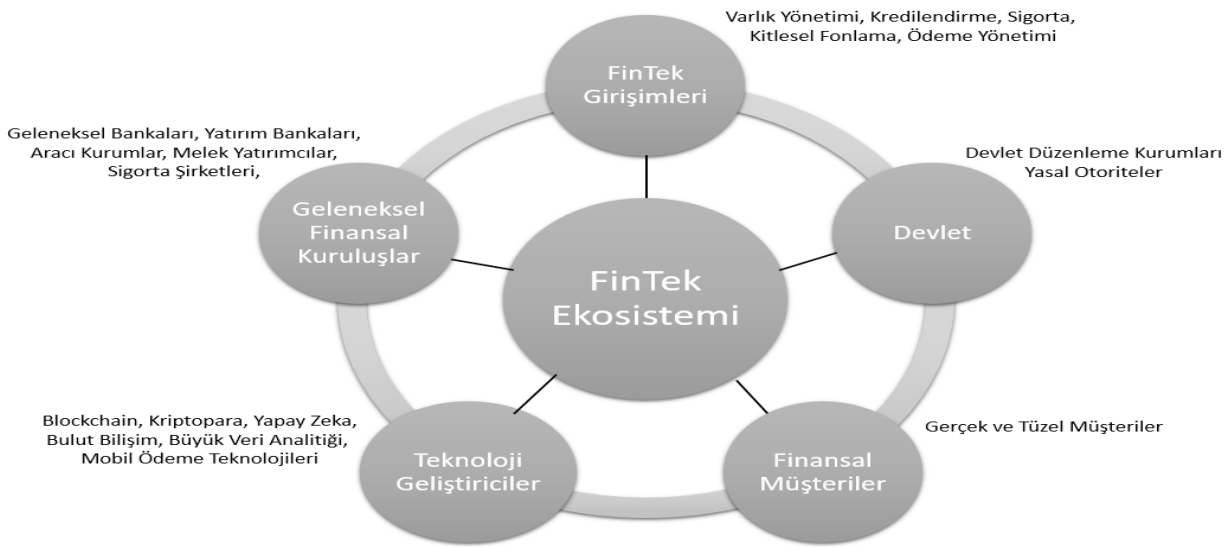 Varlık Yönetimi, Kredilendirme, Sigorta,
Kitlesel Fonlama, Ödeme Yönetimi
FinTek
Girişimleri
Geleneksel Bankaları, Yatırım Bankaları,
Aracı Kurumlar, Melek Yatırımcılar,
Sigorta Şirketleri,
Geleneksel
Finansal
Kuruluşlar
Devlet Düzenleme Kurumları
Yasal Otoriteler
Devlet
FinTek
Ekosistemi
Blockchain, Kriptopara, Yapay Zeka,
Bulut Bilişim, Büyük Veri Analitiği,
Mobil Ödeme Teknolojileri
Teknoloji
Geliştiriciler
Finansal
Müşteriler
Gerçek ve Tüzel Müşteriler